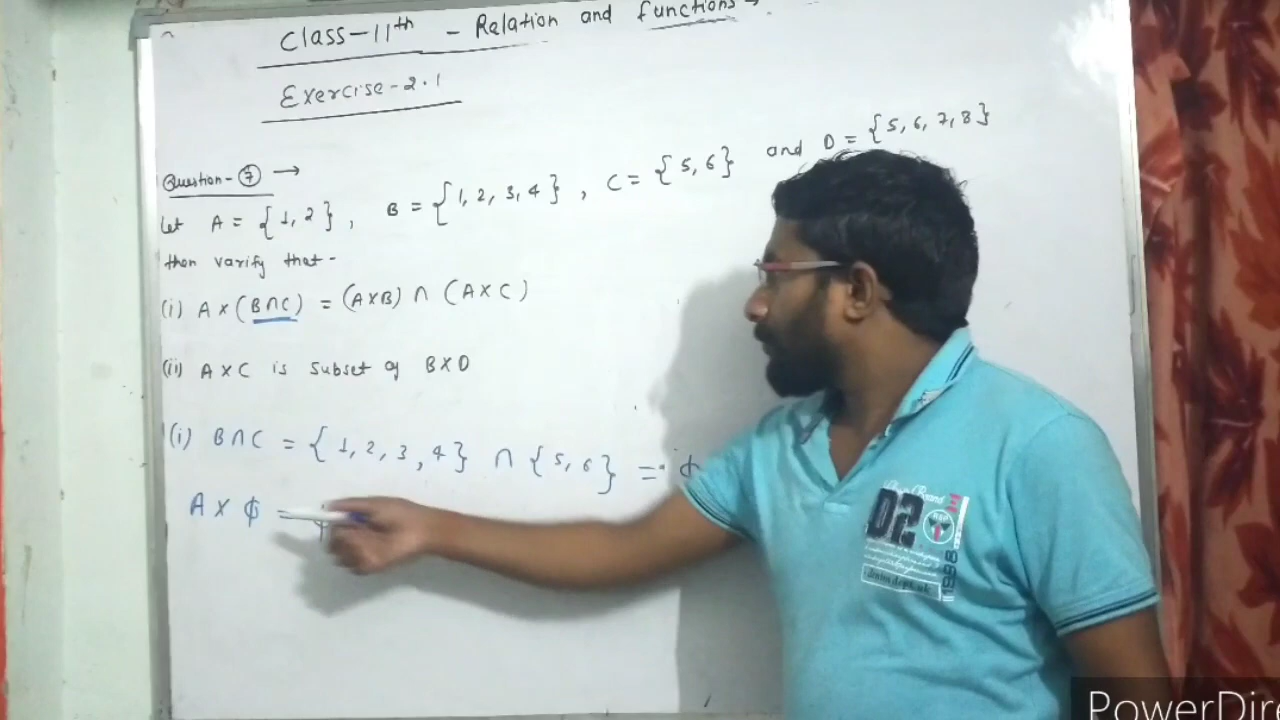 Class-11th - Relation and functions →
Exercise-2.1
Question-⑦ →
Let A = {1,2}, B = {1,2,3,4}, C = {5,6} and D = {5,6,7,8}
then varify that-
(i) A×(B∩C) = (A×B) ∩ (A×C)
(ii) A×C is subset of B×D
(i) B∩C = {1,2,3,4} ∩ {5,6} = ϕ
A × ϕ =
02
1998
PowerDire